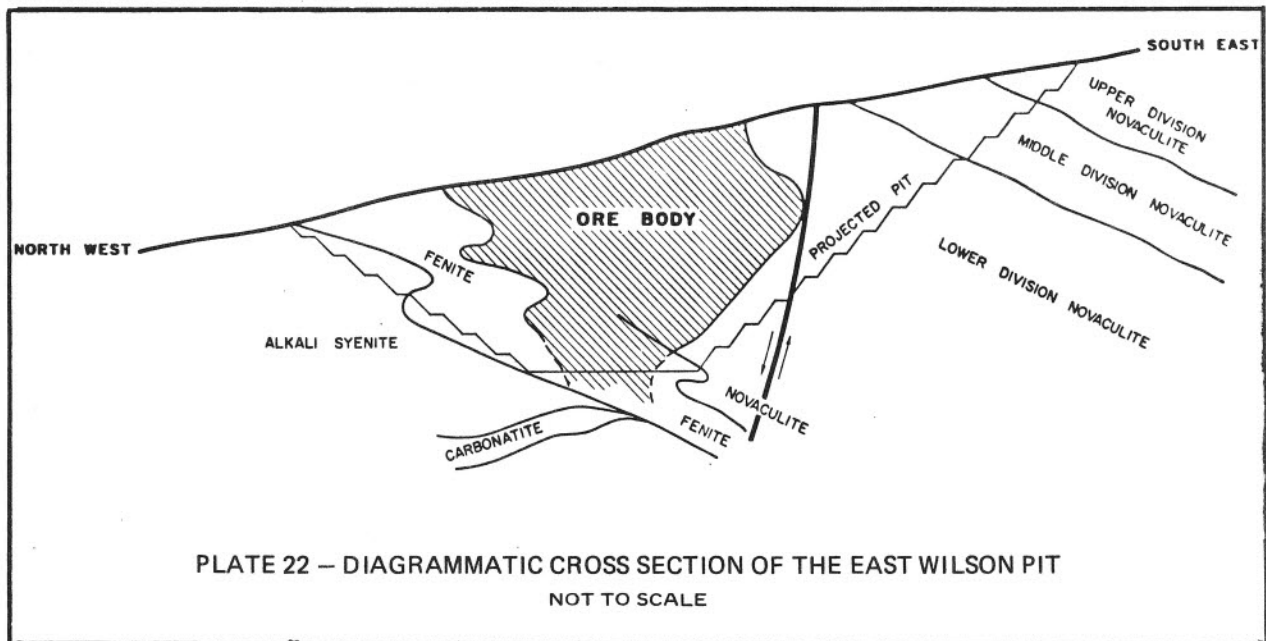 SOUTH EAST
UPPER DIVISION
NOVACULITE
MIDDLE DIVISION NOVACULITE
ORE BODY
PROJECTED PIT
NORTH WEST
FENITE
LOWER DIVISION NOVACULITE
ALKALI SYENITE
NOVACULITE
CARBONATITE
FENITE
PLATE 22 – DIAGRAMMATIC CROSS SECTION OF THE EAST WILSON PIT
NOT TO SCALE